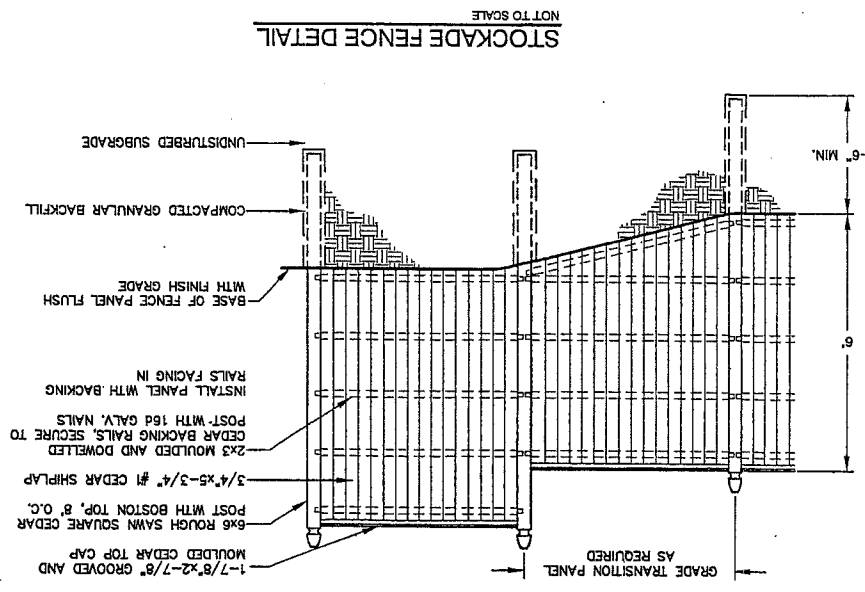 GRADE TRANSITION PANEL
AS REQUIRED
1-7/8"x2-7/8" GROOVED AND
MOULDED CEDAR TOP CAP
6x6 ROUGH SAWN SQUARE CEDAR
POST WITH BOSTON TOP, 8' O.C.
3/4"x5-3/4" #1 CEDAR SHIPLAP
2x3 MOULDED AND DOWELLED
CEDAR BACKING RAILS, SECURE TO
POST WITH 16d GALV. NAILS
INSTALL PANEL WITH BACKING
RAILS FACING IN
6'
BASE OF FENCE PANEL FLUSH
WITH FINISH GRADE
COMPACTED GRANULAR BACKFILL
-6" MIN.
UNDISTURBED SUBGRADE
STOCKADE FENCE DETAIL
NOT TO SCALE